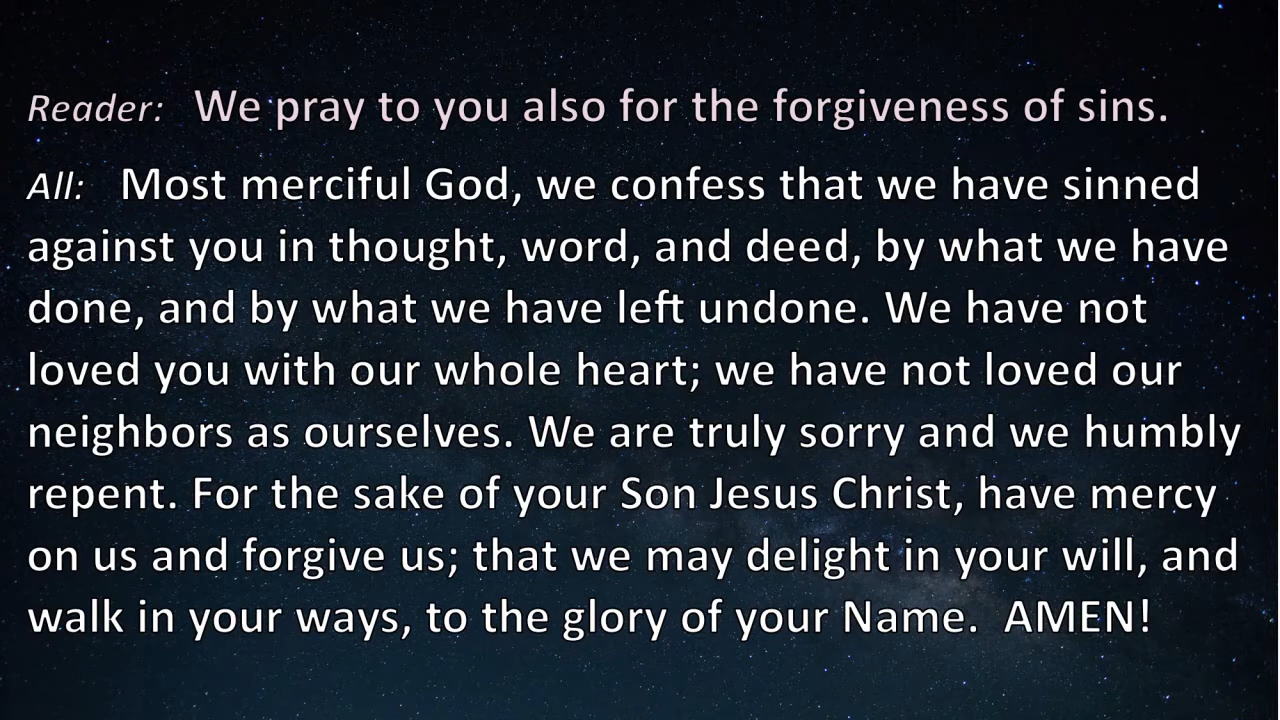 Reader: We pray to you also for the forgiveness of sins.
All: Most merciful God, we confess that we have sinned
against you in thought, word, and deed, by what we have
done, and by what we have left undone. We have not
loved you with our whole heart; we have not loved our
neighbors as ourselves. We are truly sorry and we humbly
repent. For the sake of your Son Jesus Christ, have mercy
on us and forgive us; that we may delight in your will, and
walk in your ways, to the glory of your Name. AMEN!